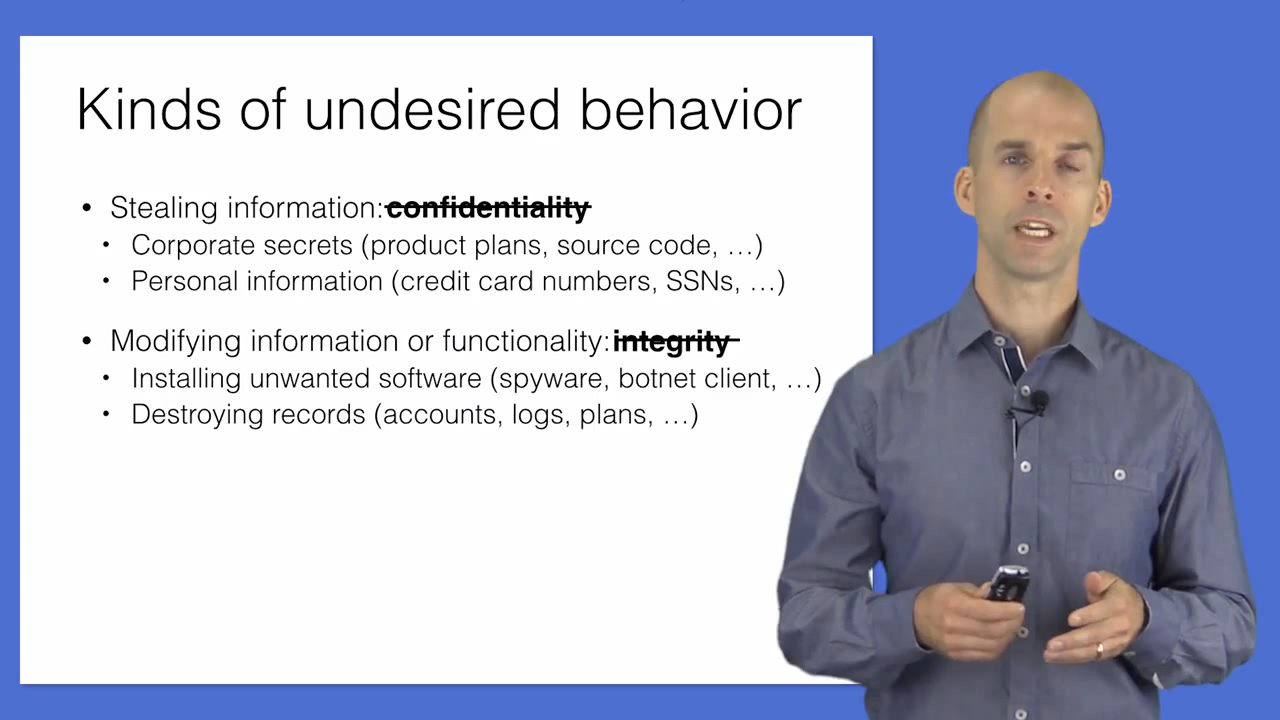 Kinds of undesired behavior
• Stealing information: confidentiality
• Corporate secrets (product plans, source code, …)
• Personal information (credit card numbers, SSNs, …)
• Modifying information or functionality: integrity
• Installing unwanted software (spyware, botnet client, …)
• Destroying records (accounts, logs, plans, …)